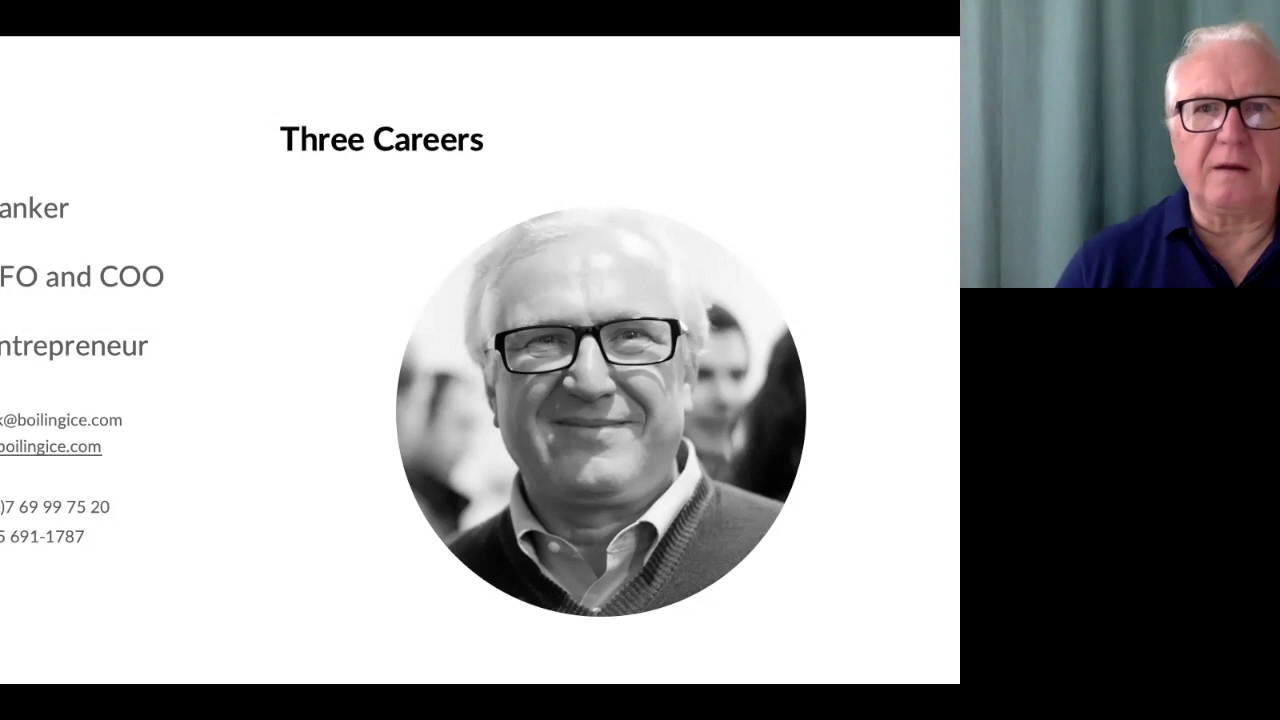 Three Careers
anker
FO and COO
ntrepreneur
k@boilingice.com
boilingice.com
)7 69 99 75 20
5 691-1787